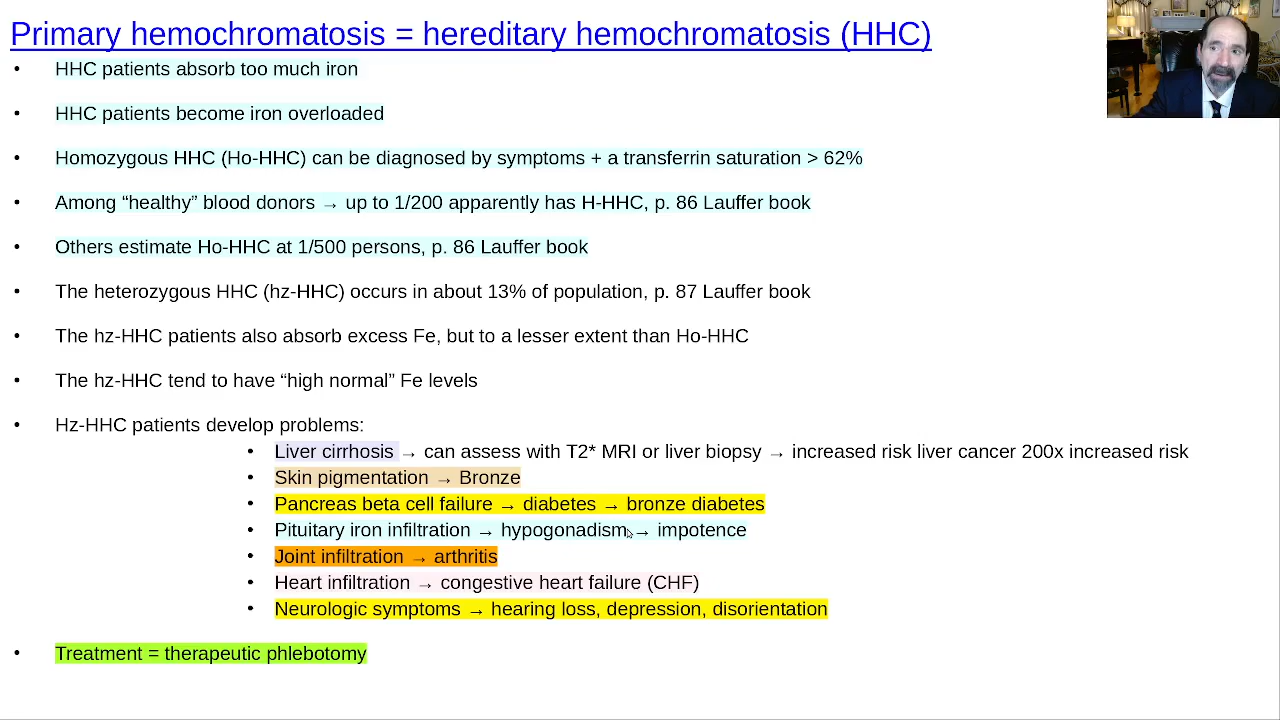 Primary hemochromatosis = hereditary hemochromatosis (HHC)
• HHC patients absorb too much iron
• HHC patients become iron overloaded
• Homozygous HHC (Ho-HHC) can be diagnosed by symptoms + a transferrin saturation > 62%
• Among “healthy” blood donors → up to 1/200 apparently has H-HHC, p. 86 Lauffer book
• Others estimate Ho-HHC at 1/500 persons, p. 86 Lauffer book
• The heterozygous HHC (hz-HHC) occurs in about 13% of population, p. 87 Lauffer book
• The hz-HHC patients also absorb excess Fe, but to a lesser extent than Ho-HHC
• The hz-HHC tend to have “high normal” Fe levels
• Hz-HHC patients develop problems:
• Liver cirrhosis → can assess with T2* MRI or liver biopsy → increased risk liver cancer 200x increased risk
• Skin pigmentation → Bronze
• Pancreas beta cell failure → diabetes → bronze diabetes
• Pituitary iron infiltration → hypogonadism → impotence
• Joint infiltration → arthritis
• Heart infiltration → congestive heart failure (CHF)
• Neurologic symptoms → hearing loss, depression, disorientation
• Treatment = therapeutic phlebotomy